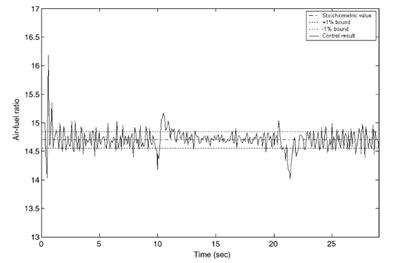 17
16.5
16
15.5
15
14.5
14
13.5
13
0
5
10
15
20
25
Air-fuel ratio
Time (sec)
Stoichiometric value
+1% bound
-1% bound
Control result